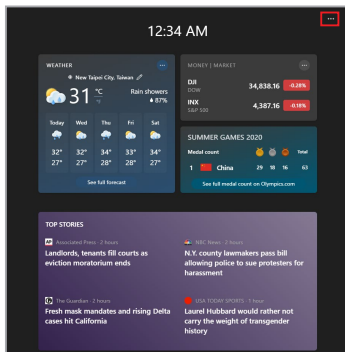 12:34 AM
WEATHER
New Taipei City, Taiwan
31 °C
°F
Rain showers
87%
Today Wed Thu Fri Sat
32° 32° 34° 33° 34°
27° 27° 28° 27° 27°
See full forecast
MONEY | MARKET
DJI
DOW
34,838.16 -0.28%
INX
S&P 500
4,387.16 -0.18%
SUMMER GAMES 2020
Medal count Total
1 China 29 18 16 63
See full medal count on Olympics.com
TOP STORIES
AP Associated Press · 2 hours
Landlords, tenants fill courts as
eviction moratorium ends
NBC News · 2 hours
N.Y. county lawmakers pass bill
allowing police to sue protesters for
harassment
The Guardian · 2 hours
Fresh mask mandates and rising Delta
cases hit California
USA TODAY SPORTS · 1 hour
Laurel Hubbard would rather not
carry the weight of transgender
history